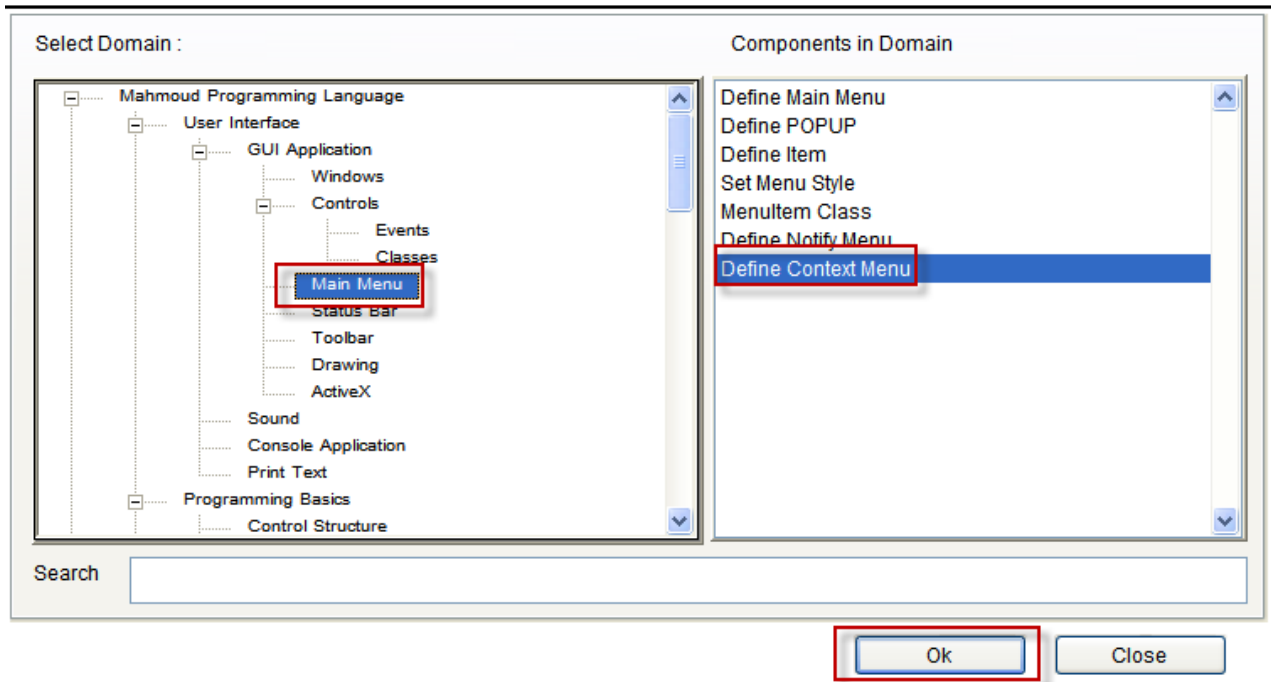 Select Domain :
Mahmoud Programming Language
User Interface
GUI Application
Windows
Controls
Events
Classes
Main Menu
Status Bar
Toolbar
Drawing
ActiveX
Sound
Console Application
Print Text
Programming Basics
Control Structure
Components in Domain
Define Main Menu
Define POPUP
Define Item
Set Menu Style
MenuItem Class
Define Notify Menu
Define Context Menu
Search
Ok
Close